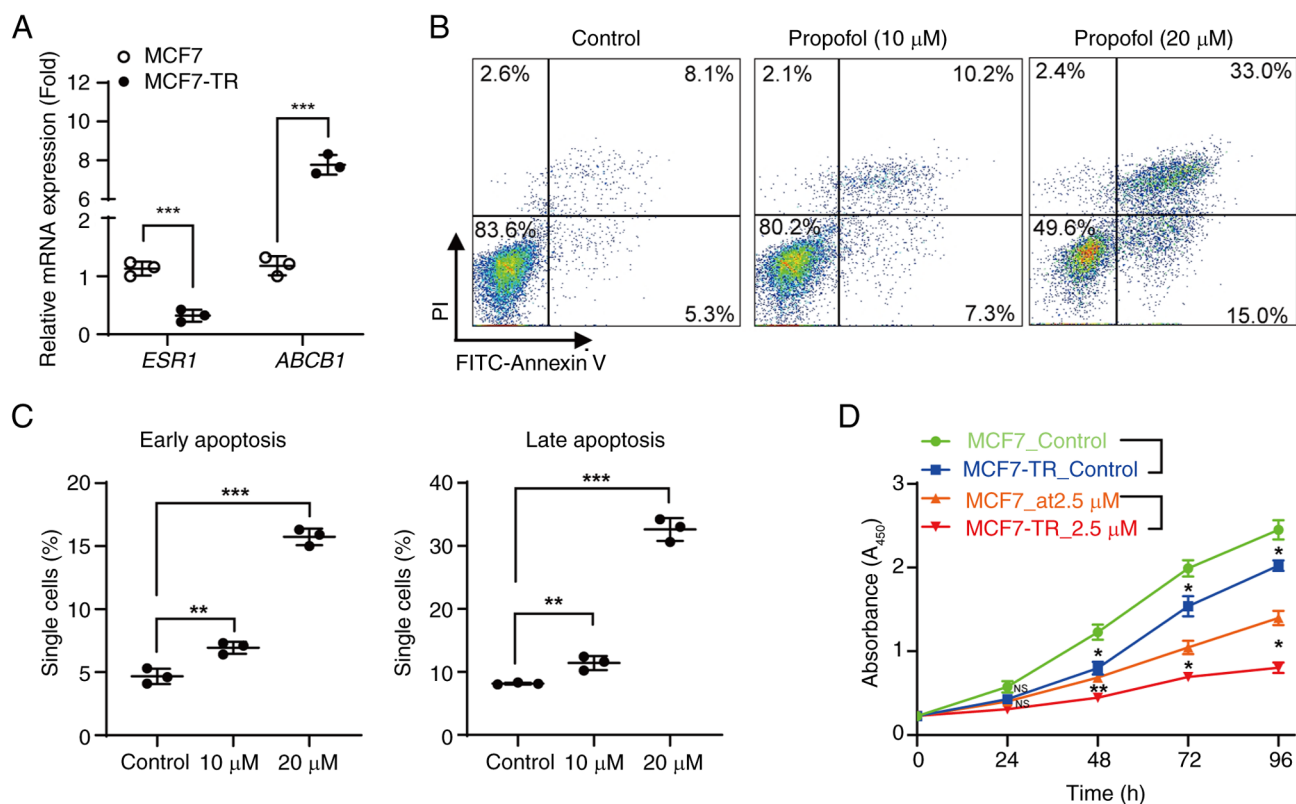 A
MCF7
MCF7-TR
Relative mRNA expression (Fold)
12
10
8
6
4
2
1
0
***
***
ESR1
ABCB1
B
Control
Propofol (10 μM)
Propofol (20 μM)
2.6%
8.1%
2.1%
10.2%
2.4%
33.0%
83.6%
80.2%
49.6%
5.3%
7.3%
15.0%
PI
FITC-Annexin V
C
Early apoptosis
Single cells (%)
20
15
10
5
0
***
**
Control
10 μM
20 μM
Late apoptosis
Single cells (%)
40
30
20
10
0
***
**
Control
10 μM
20 μM
D
MCF7_Control
MCF7-TR_Control
MCF7_at2.5 μM
MCF7-TR_2.5 μM
Absorbance (A450)
3
2
1
0
NS
NS
*
**
*
*
*
*
0
24
48
72
96
Time (h)